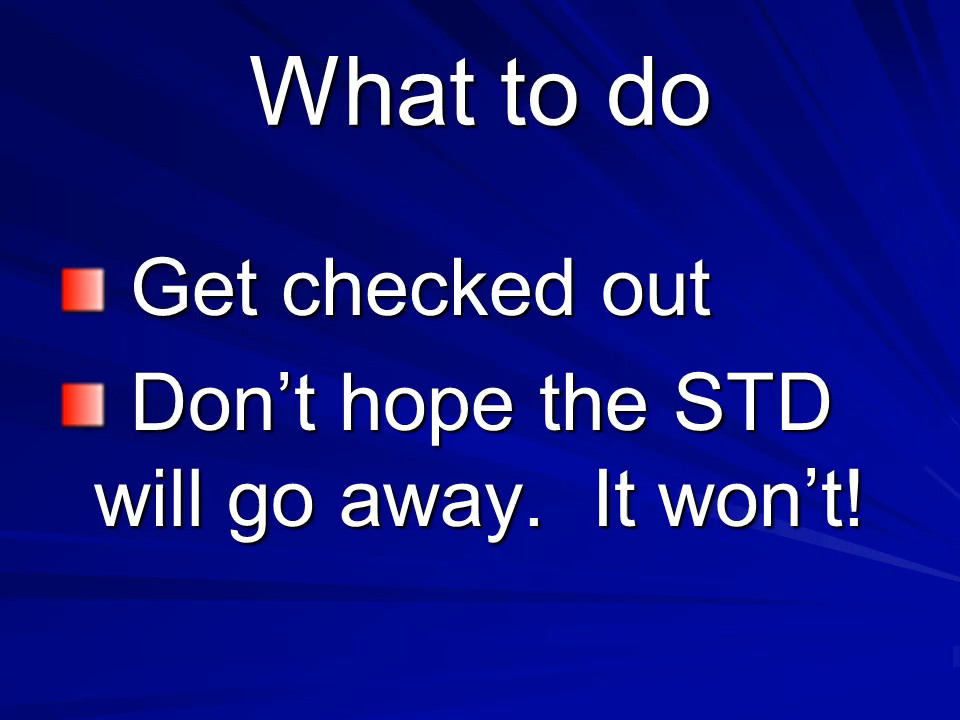 What to do
Get checked out
Don’t hope the STD
will go away.  It won’t!